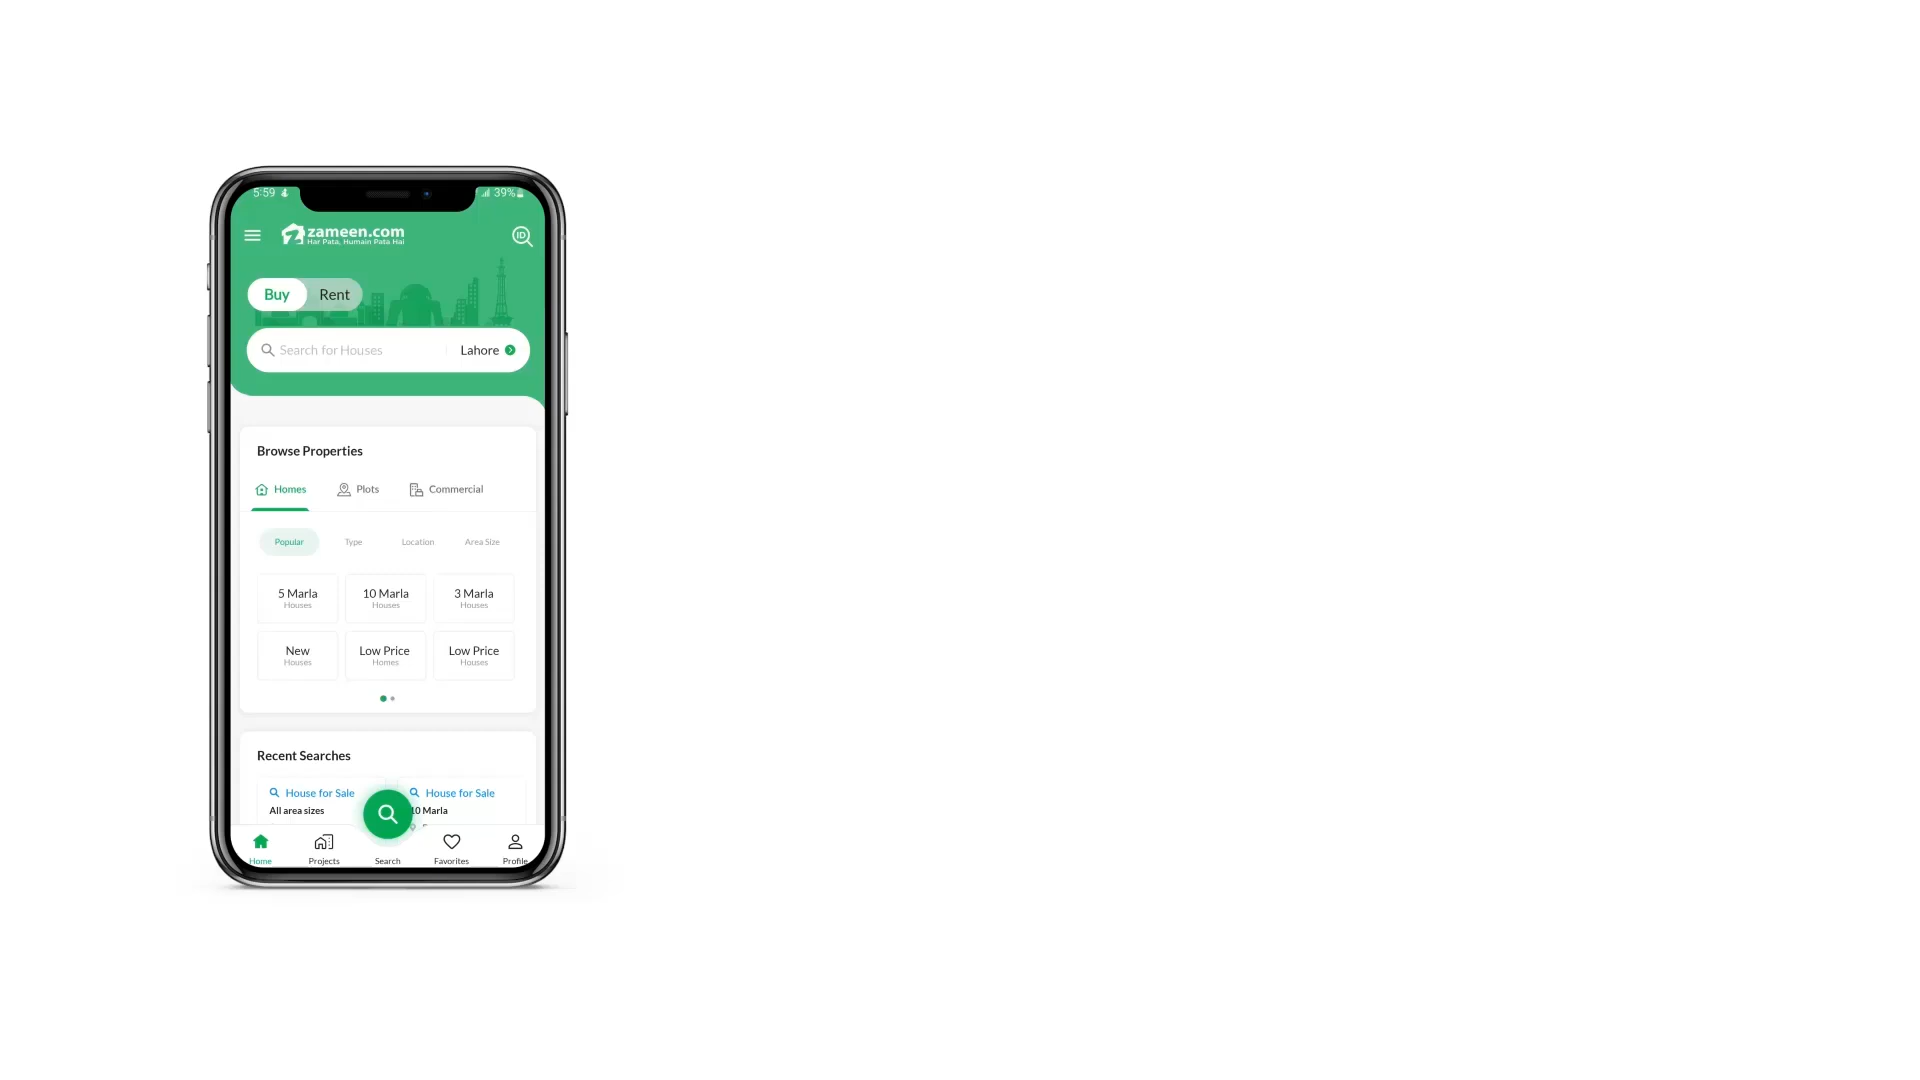 5:59
39%
zameen.com
Har Pata, Humain Pata Hai
ID
Buy Rent
Search for Houses Lahore
Browse Properties
Homes Plots Commercial
Popular Type Location Area Size
5 Marla 10 Marla 3 Marla
Houses Houses Houses
New Low Price Low Price
Houses Homes Houses
Recent Searches
House for Sale House for Sale
All area sizes 10 Marla
Home Projects Search Favorites Profile